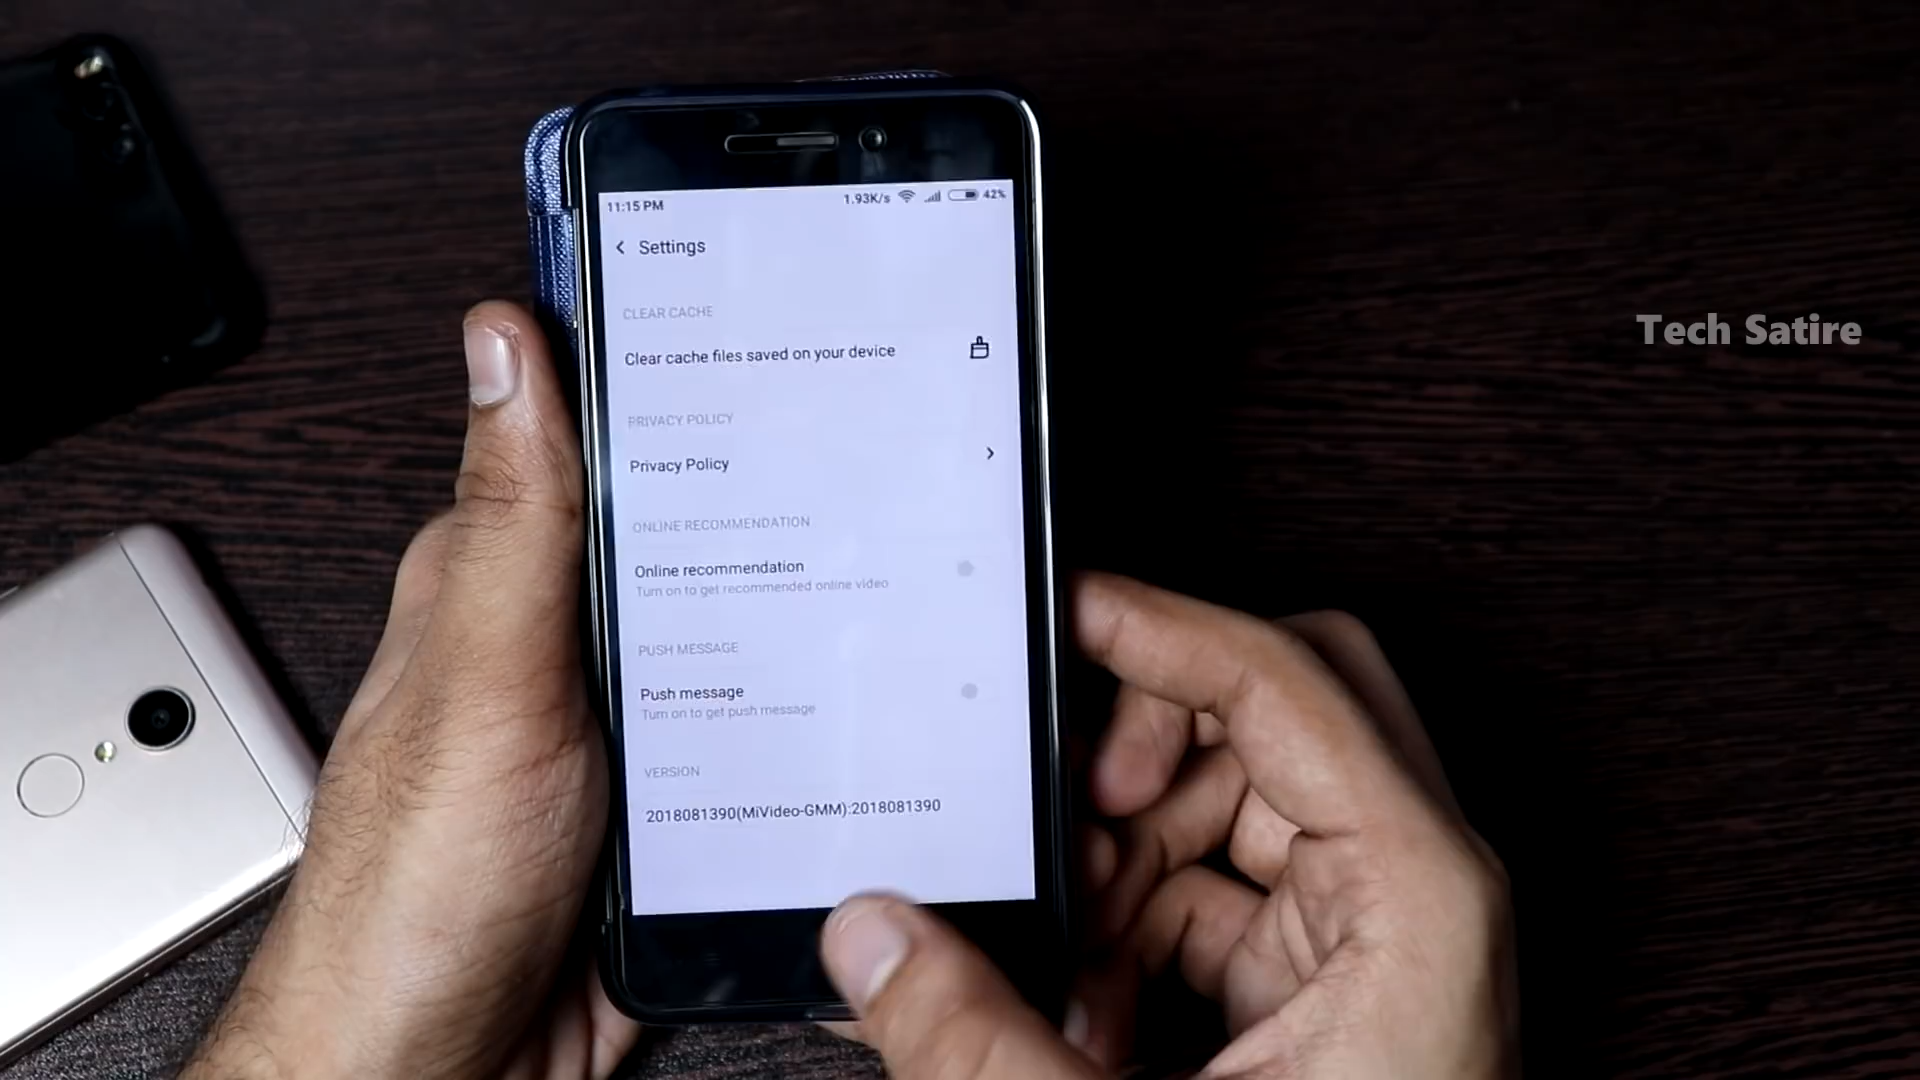 11:15 PM 1.93K/s 42%
Settings
CLEAR CACHE
Clear cache files saved on your device
PRIVACY POLICY
Privacy Policy
ONLINE RECOMMENDATION
Online recommendation
Turn on to get recommended online video
PUSH MESSAGE
Push message
Turn on to get push message
VERSION
2018081390(MiVideo-GMM):2018081390
Tech Satire